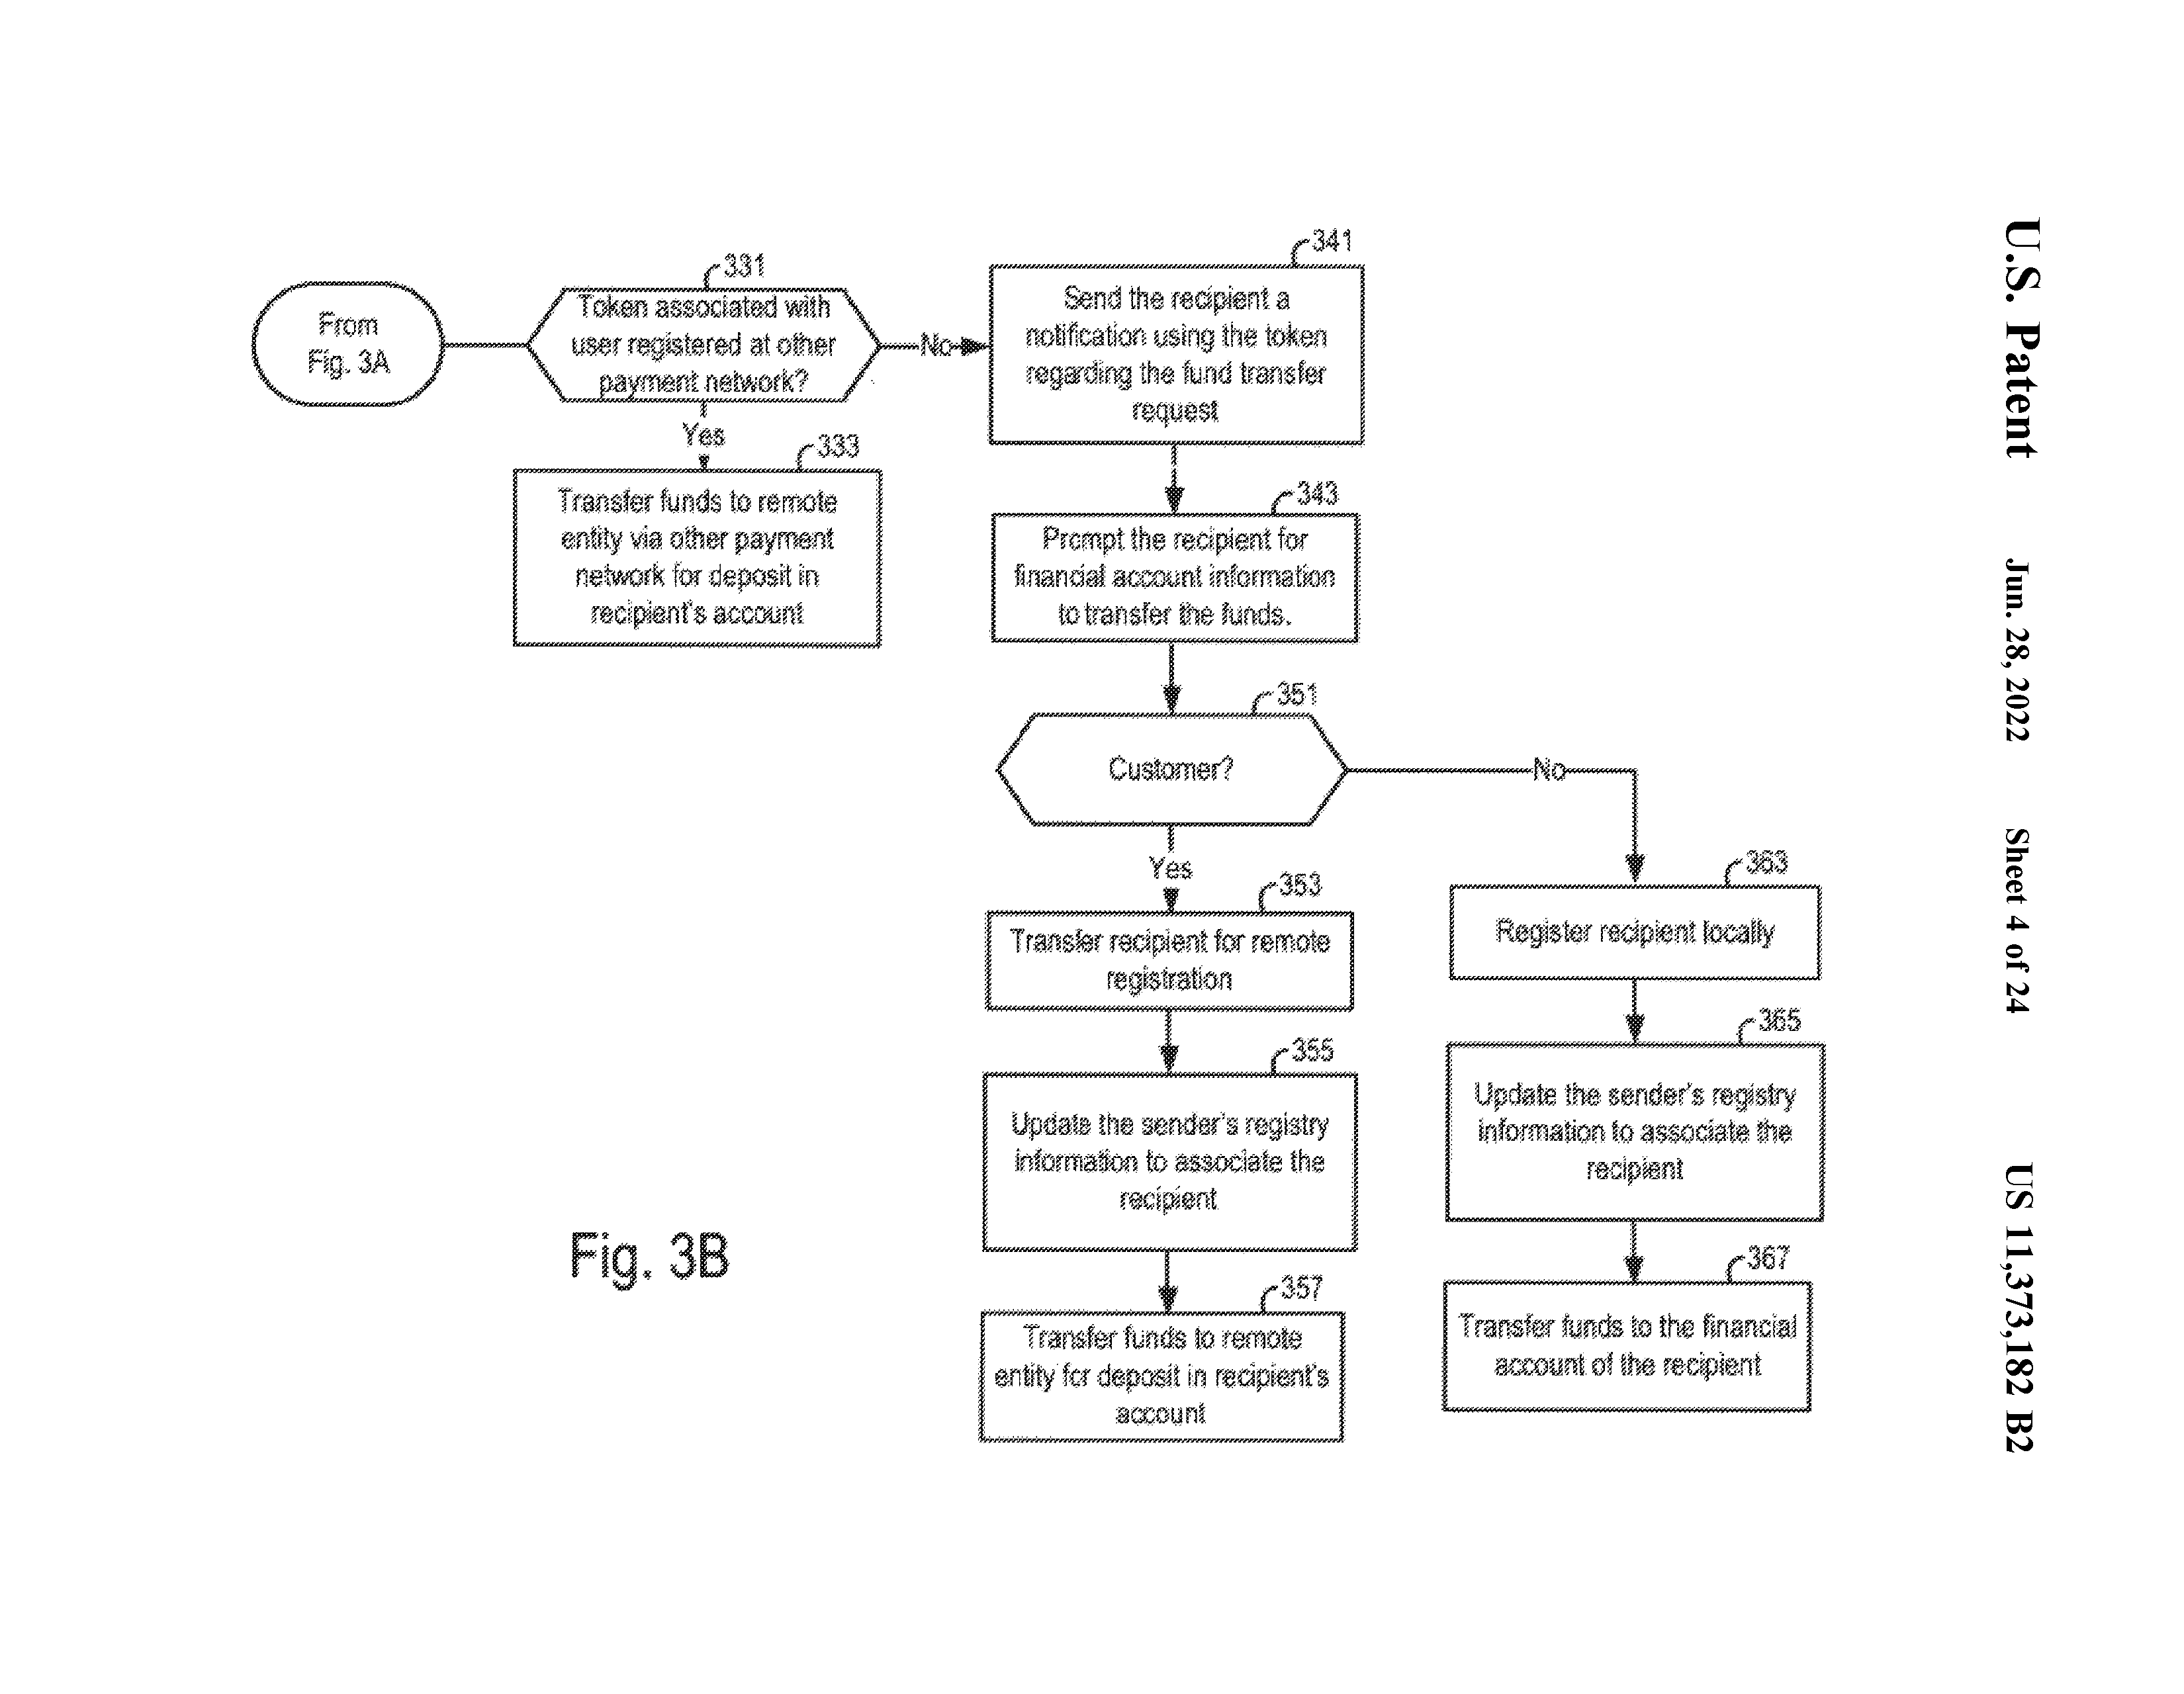 U.S. Patent
Jun. 28, 2022
Sheet 4 of 24
US 11,373,182 B2
From
Fig. 3A
331
Token associated with
user registered at other
payment network?
No
Yes
333
Transfer funds to remote
entity via other payment
network for deposit in
recipient's account
341
Send the recipient a
notification using the token
regarding the fund transfer
request
343
Prompt the recipient for
financial account information
to transfer the funds.
351
Customer?
No
Yes
353
Transfer recipient for remote
registration
355
Update the sender's registry
information to associate the
recipient
357
Transfer funds to remote
entity for deposit in recipient's
account
363
Register recipient locally
365
Update the sender's registry
information to associate the
recipient
367
Transfer funds to the financial
account of the recipient
Fig. 3B